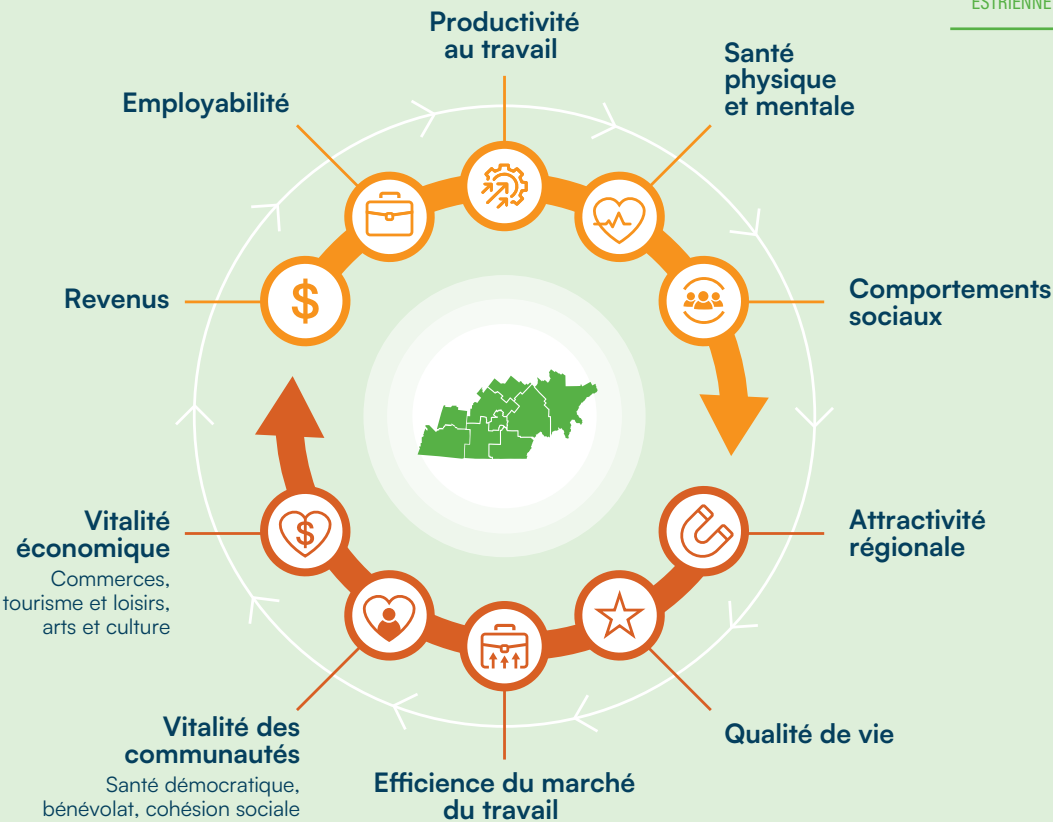 ESTRIENNE
Productivité
au travail
Santé
physique
et mentale
Employabilité
Revenus
$
Comportements
sociaux
Vitalité
économique
Commerces,
tourisme et loisirs,
arts et culture
$
Attractivité
régionale
Vitalité des
communautés
Santé démocratique,
bénévolat, cohésion sociale
Efficience du marché
du travail
Qualité de vie